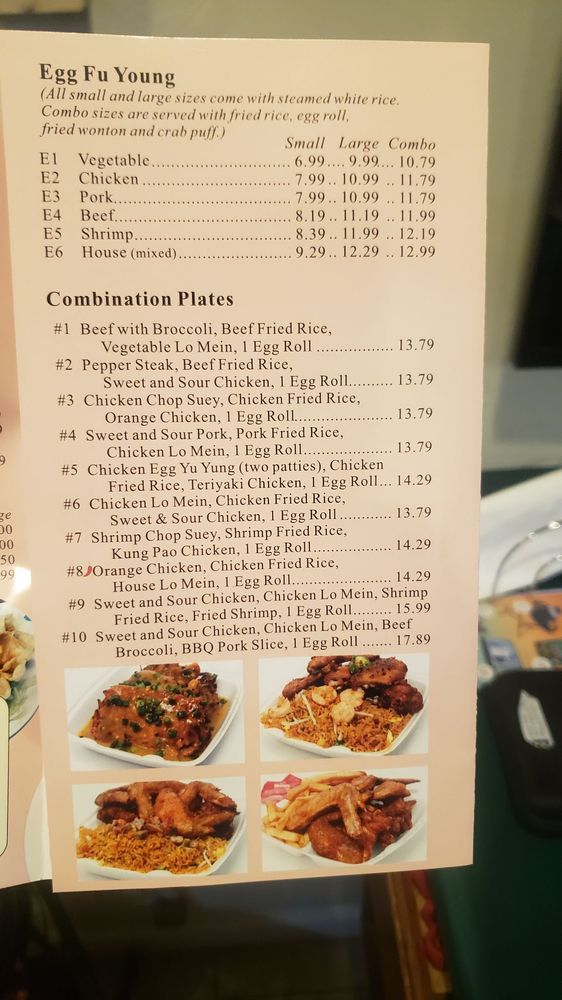 Egg Fu Young
(All small and large sizes come with steamed white rice.
Combo sizes are served with fried rice, egg roll,
fried wonton and crab puff.)
Small Large Combo
E1 Vegetable........................ 6.99.... 9.99... 10.79
E2 Chicken ......................... 7.99.. 10.99 .. 11.79
E3 Pork.............................. 7.99.. 10.99 .. 11.79
E4 Beef.............................. 8.19.. 11.19 .. 11.99
E5 Shrimp.......................... 8.39.. 11.99 .. 12.19
E6 House (mixed)................... 9.29.. 12.29 .. 12.99
Combination Plates
#1 Beef with Broccoli, Beef Fried Rice,
Vegetable Lo Mein, 1 Egg Roll ................. 13.79
#2 Pepper Steak, Beef Fried Rice,
Sweet and Sour Chicken, 1 Egg Roll......... 13.79
#3 Chicken Chop Suey, Chicken Fried Rice,
Orange Chicken, 1 Egg Roll..................... 13.79
#4 Sweet and Sour Pork, Pork Fried Rice,
Chicken Lo Mein, 1 Egg Roll................... 13.79
#5 Chicken Egg Yu Yung (two patties), Chicken
Fried Rice, Teriyaki Chicken, 1 Egg Roll... 14.29
#6 Chicken Lo Mein, Chicken Fried Rice,
Sweet & Sour Chicken, 1 Egg Roll ............ 13.79
#7 Shrimp Chop Suey, Shrimp Fried Rice,
Kung Pao Chicken, 1 Egg Roll................. 14.29
#8 Orange Chicken, Chicken Fried Rice,
House Lo Mein, 1 Egg Roll..................... 14.29
#9 Sweet and Sour Chicken, Chicken Lo Mein, Shrimp
Fried Rice, Fried Shrimp, 1 Egg Roll......... 15.99
#10 Sweet and Sour Chicken, Chicken Lo Mein, Beef
Broccoli, BBQ Pork Slice, 1 Egg Roll ....... 17.89